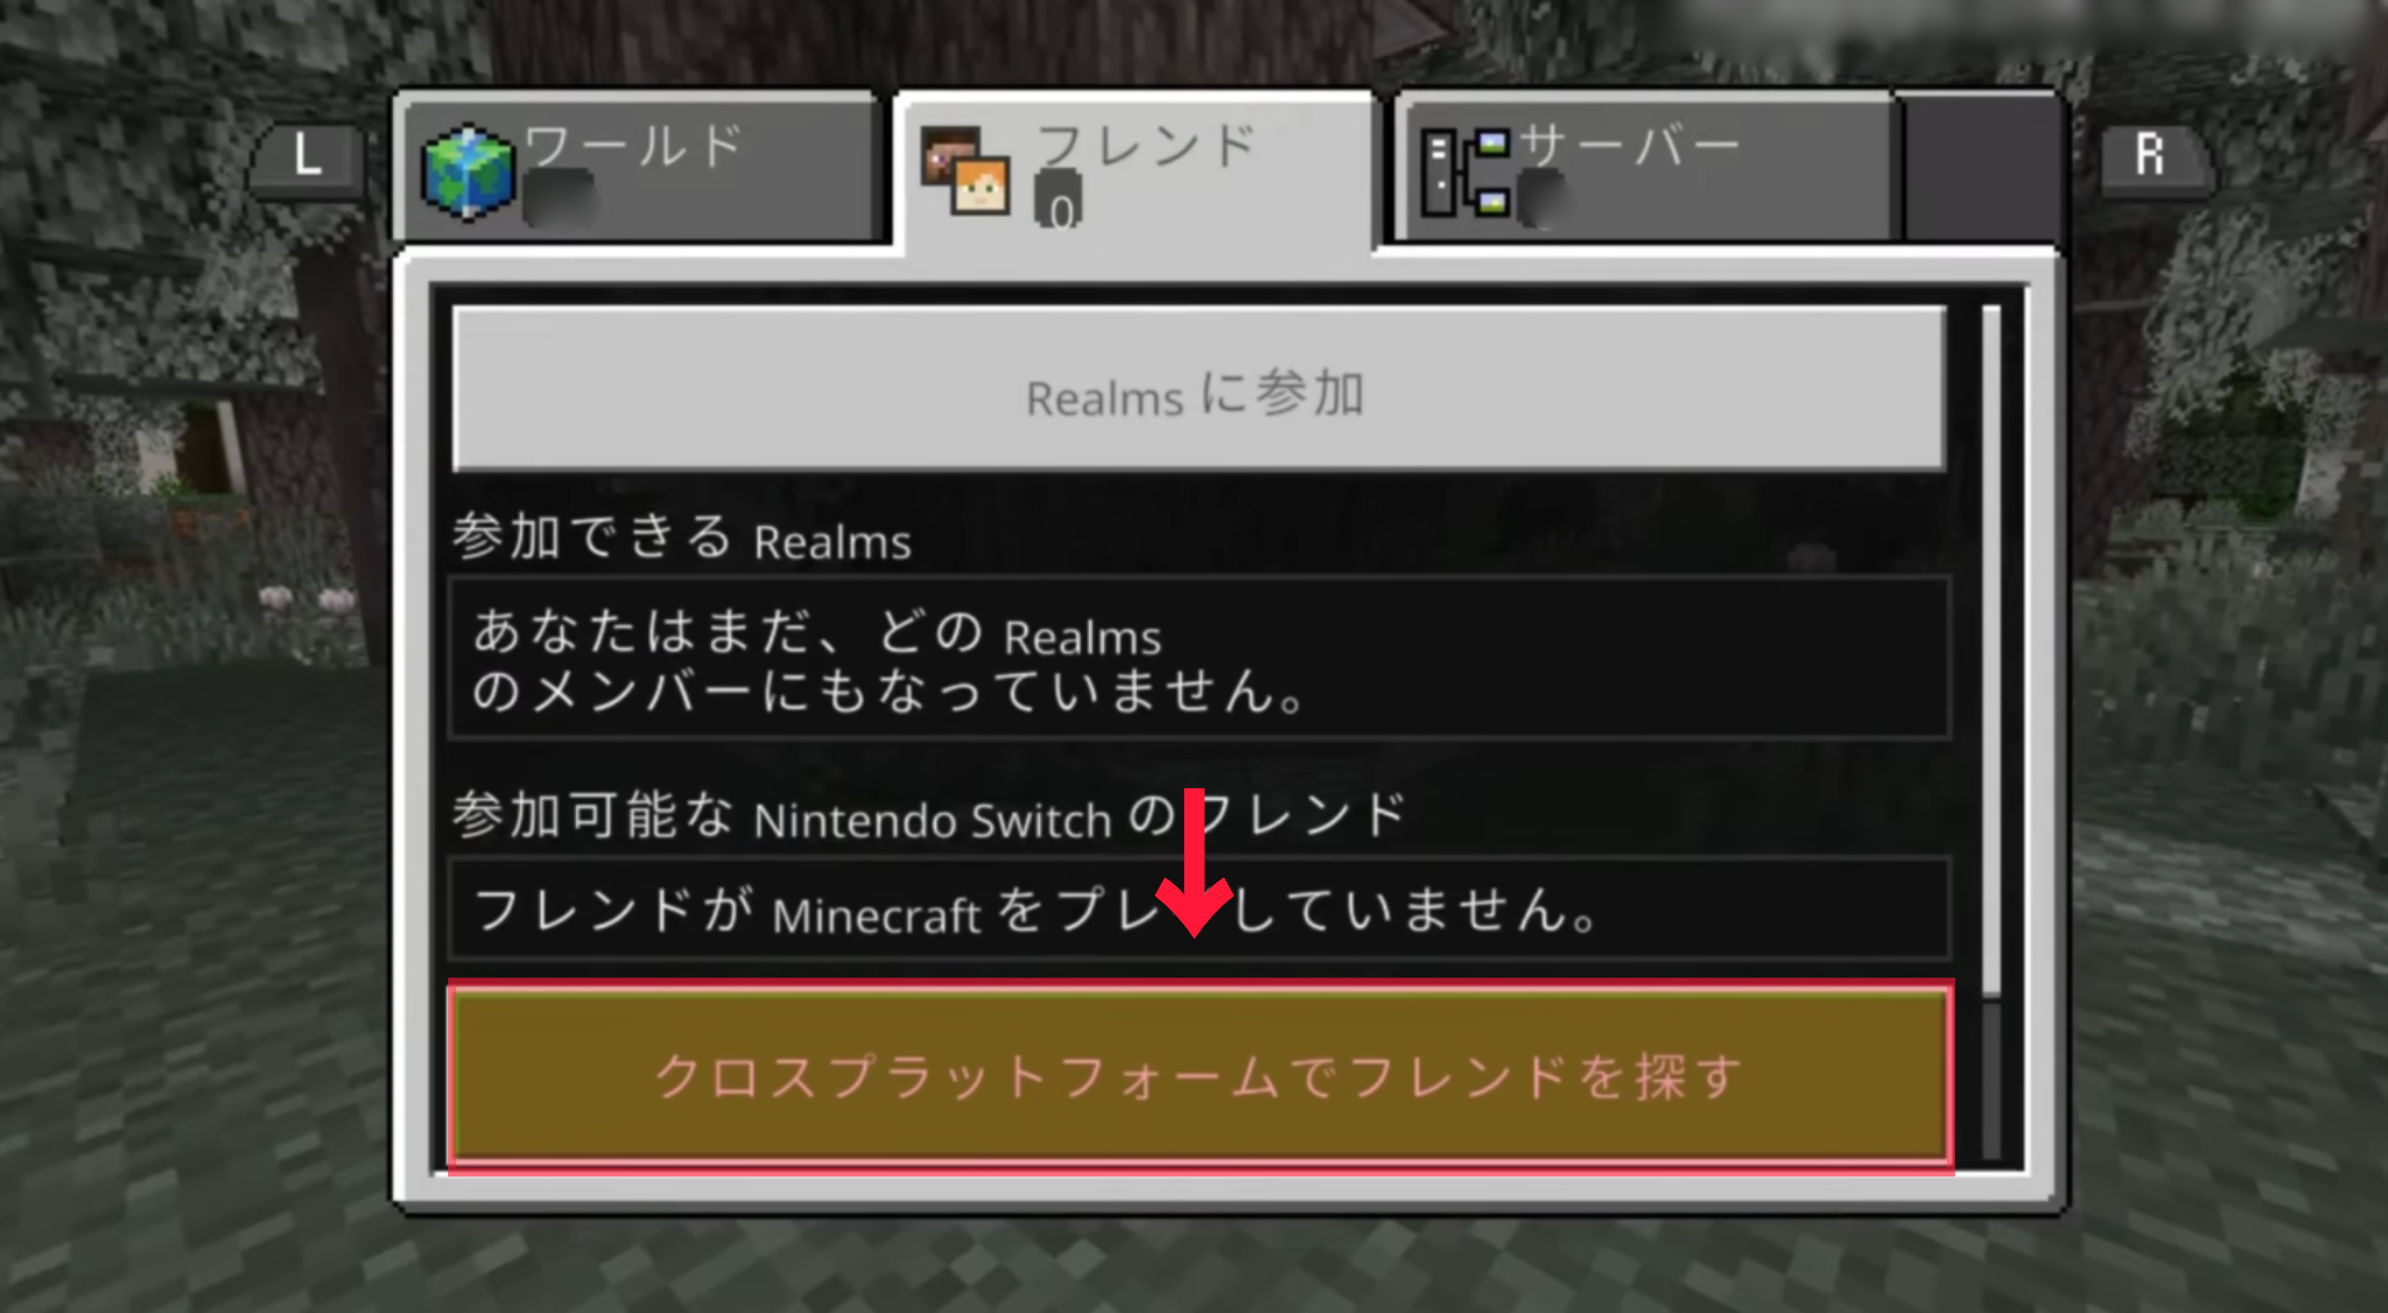 L
ワールド
フレンド
0
サーバー
R
Realms に参加
参加できる Realms
あなたはまだ、どの Realms
のメンバーにもなっていません。
参加可能な Nintendo Switch のフレンド
フレンドが Minecraft をプレ していません。
クロスプラットフォームでフレンドを探す